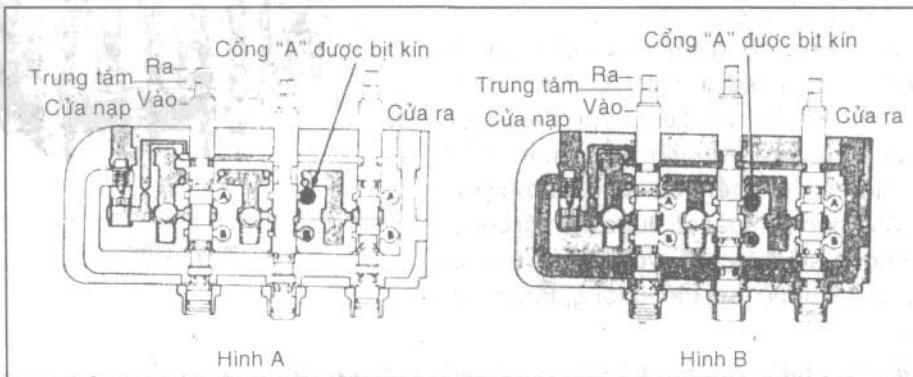 Cổng "A" được bịt kín
Ra
Trung tâm
Vào
Cửa nạp
Cửa ra
A
A
B
B
Hình A
Cổng "A" được bịt kín
Ra
Trung tâm
Vào
Cửa nạp
Cửa ra
A
A
B
B
Hình B